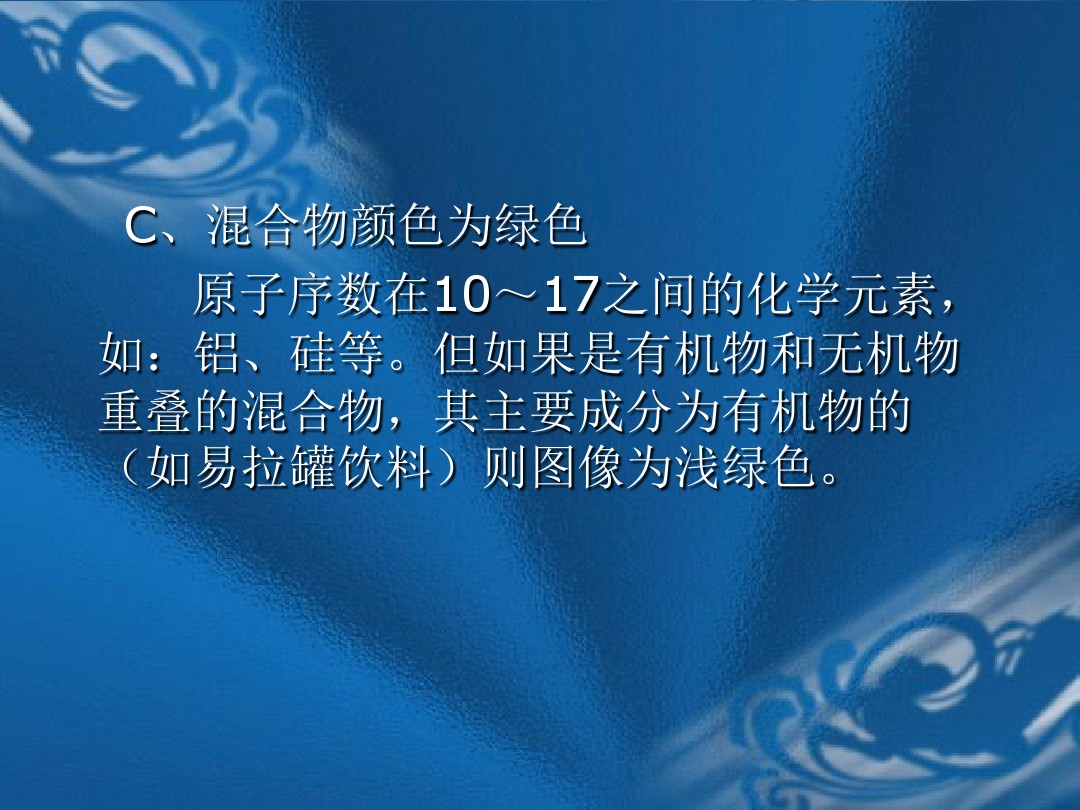 C、混合物颜色为绿色
原子序数在10～17之间的化学元素，
如：铝、硅等。但如果是有机物和无机物
重叠的混合物，其主要成分为有机物的
（如易拉罐饮料）则图像为浅绿色。